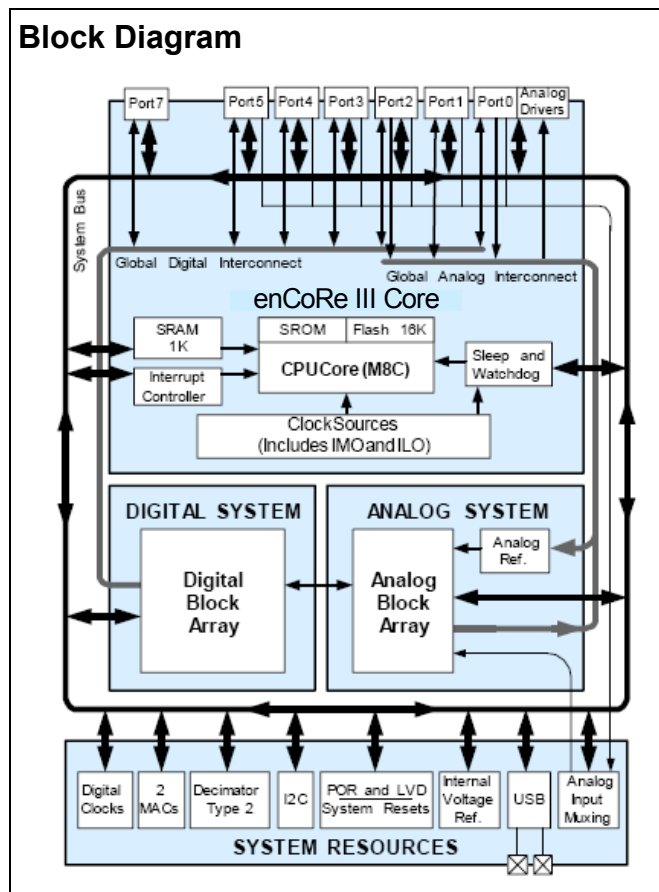 Block Diagram
Port7
Port5
Port4
Port3
Port2
Port1
Port0
Analog
Drivers
System Bus
Global Digital Interconnect
Global Analog Interconnect
enCoRe III Core
SRAM
1K
SROM
Flash 16K
CPUCore (M8C)
Sleep and
Watchdog
Interrupt
Controller
ClockSources
(Includes IMOandILO)
DIGITAL SYSTEM
Digital
Block
Array
ANALOG SYSTEM
Analog
Block
Array
Analog
Ref.
Digital
Clocks
2
MACs
Decimator
Type 2
I2C
POR and LVD
System Resets
Internal
Voltage
Ref.
USB
Analog
Input
Muxing
SYSTEM RESOURCES